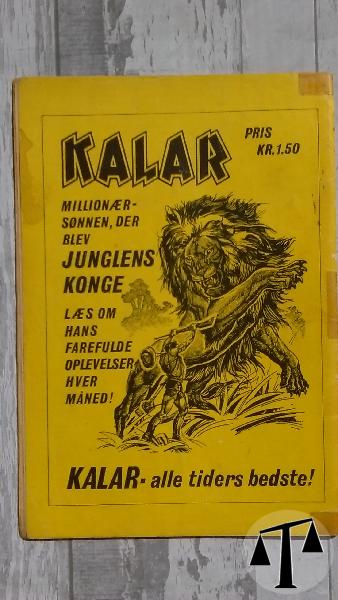 KALAR
PRIS
KR.1.50
MILLIONÆR-
SØNNEN, DER
BLEV
JUNGLENS
KONGE
LÆS OM
HANS
FAREFULDE
OPLEVELSER
HVER
MÅNED!
KALAR- alle tiders bedste!